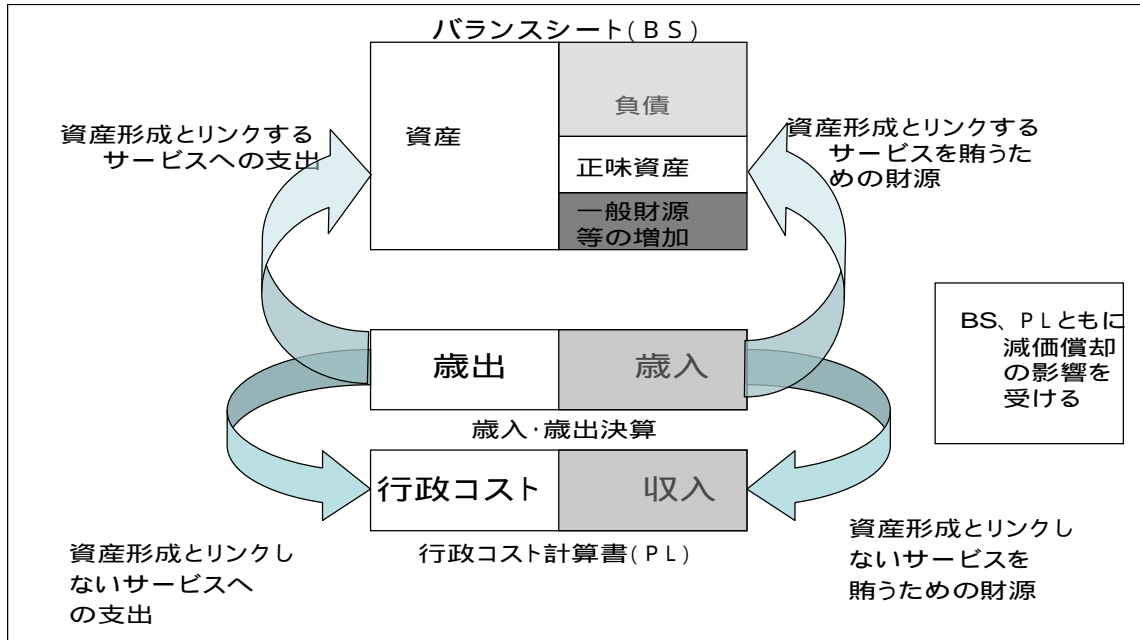 バランスシート(BS)
資産形成とリンクする
サービスへの支出
資産
負債
正味資産
一般財源
等の増加
資産形成とリンクする
サービスを賄うた
めの財源
BS、PLともに
減価償却
の影響を
受ける
歳出
歳入
歳入・歳出決算
行政コスト
収入
行政コスト計算書(PL)
資産形成とリンクし
ないサービスへ
の支出
資産形成とリンクし
ないサービスを
賄うための財源